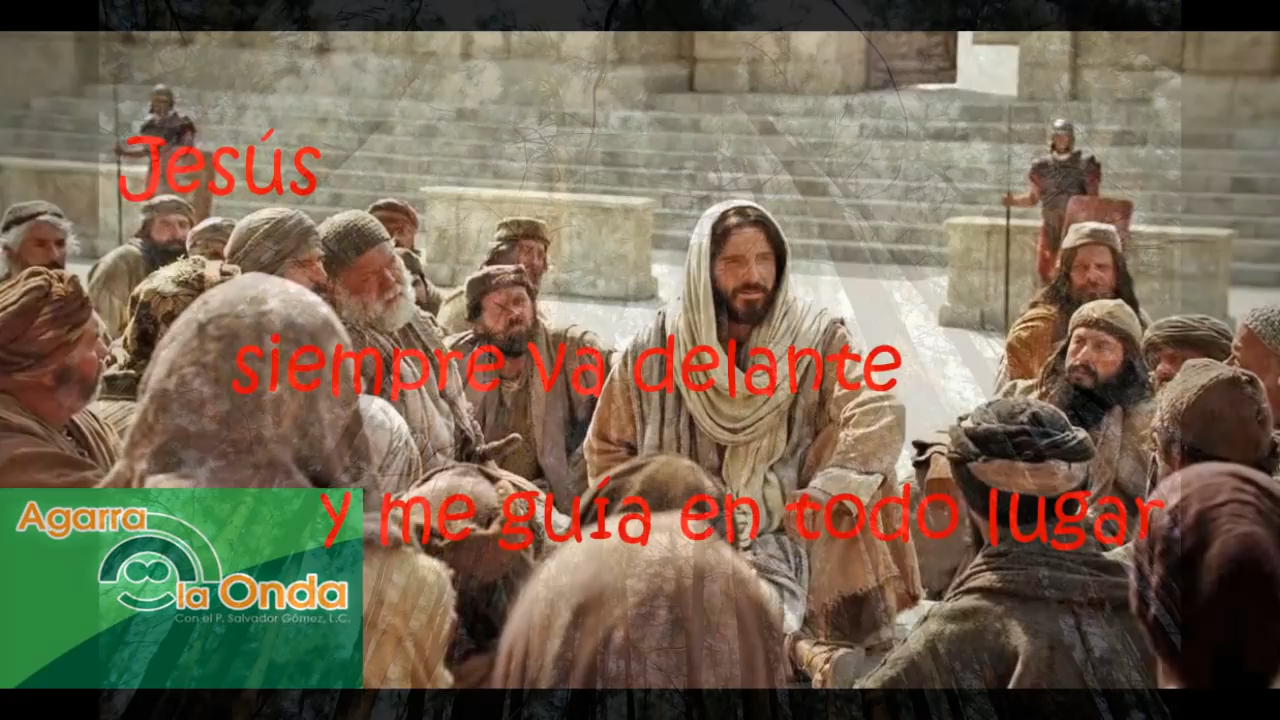 Jesús
siempre va delante
y me guía en todo lugar
Agarra
la Onda
Con el P. Salvador Gómez, L.C.